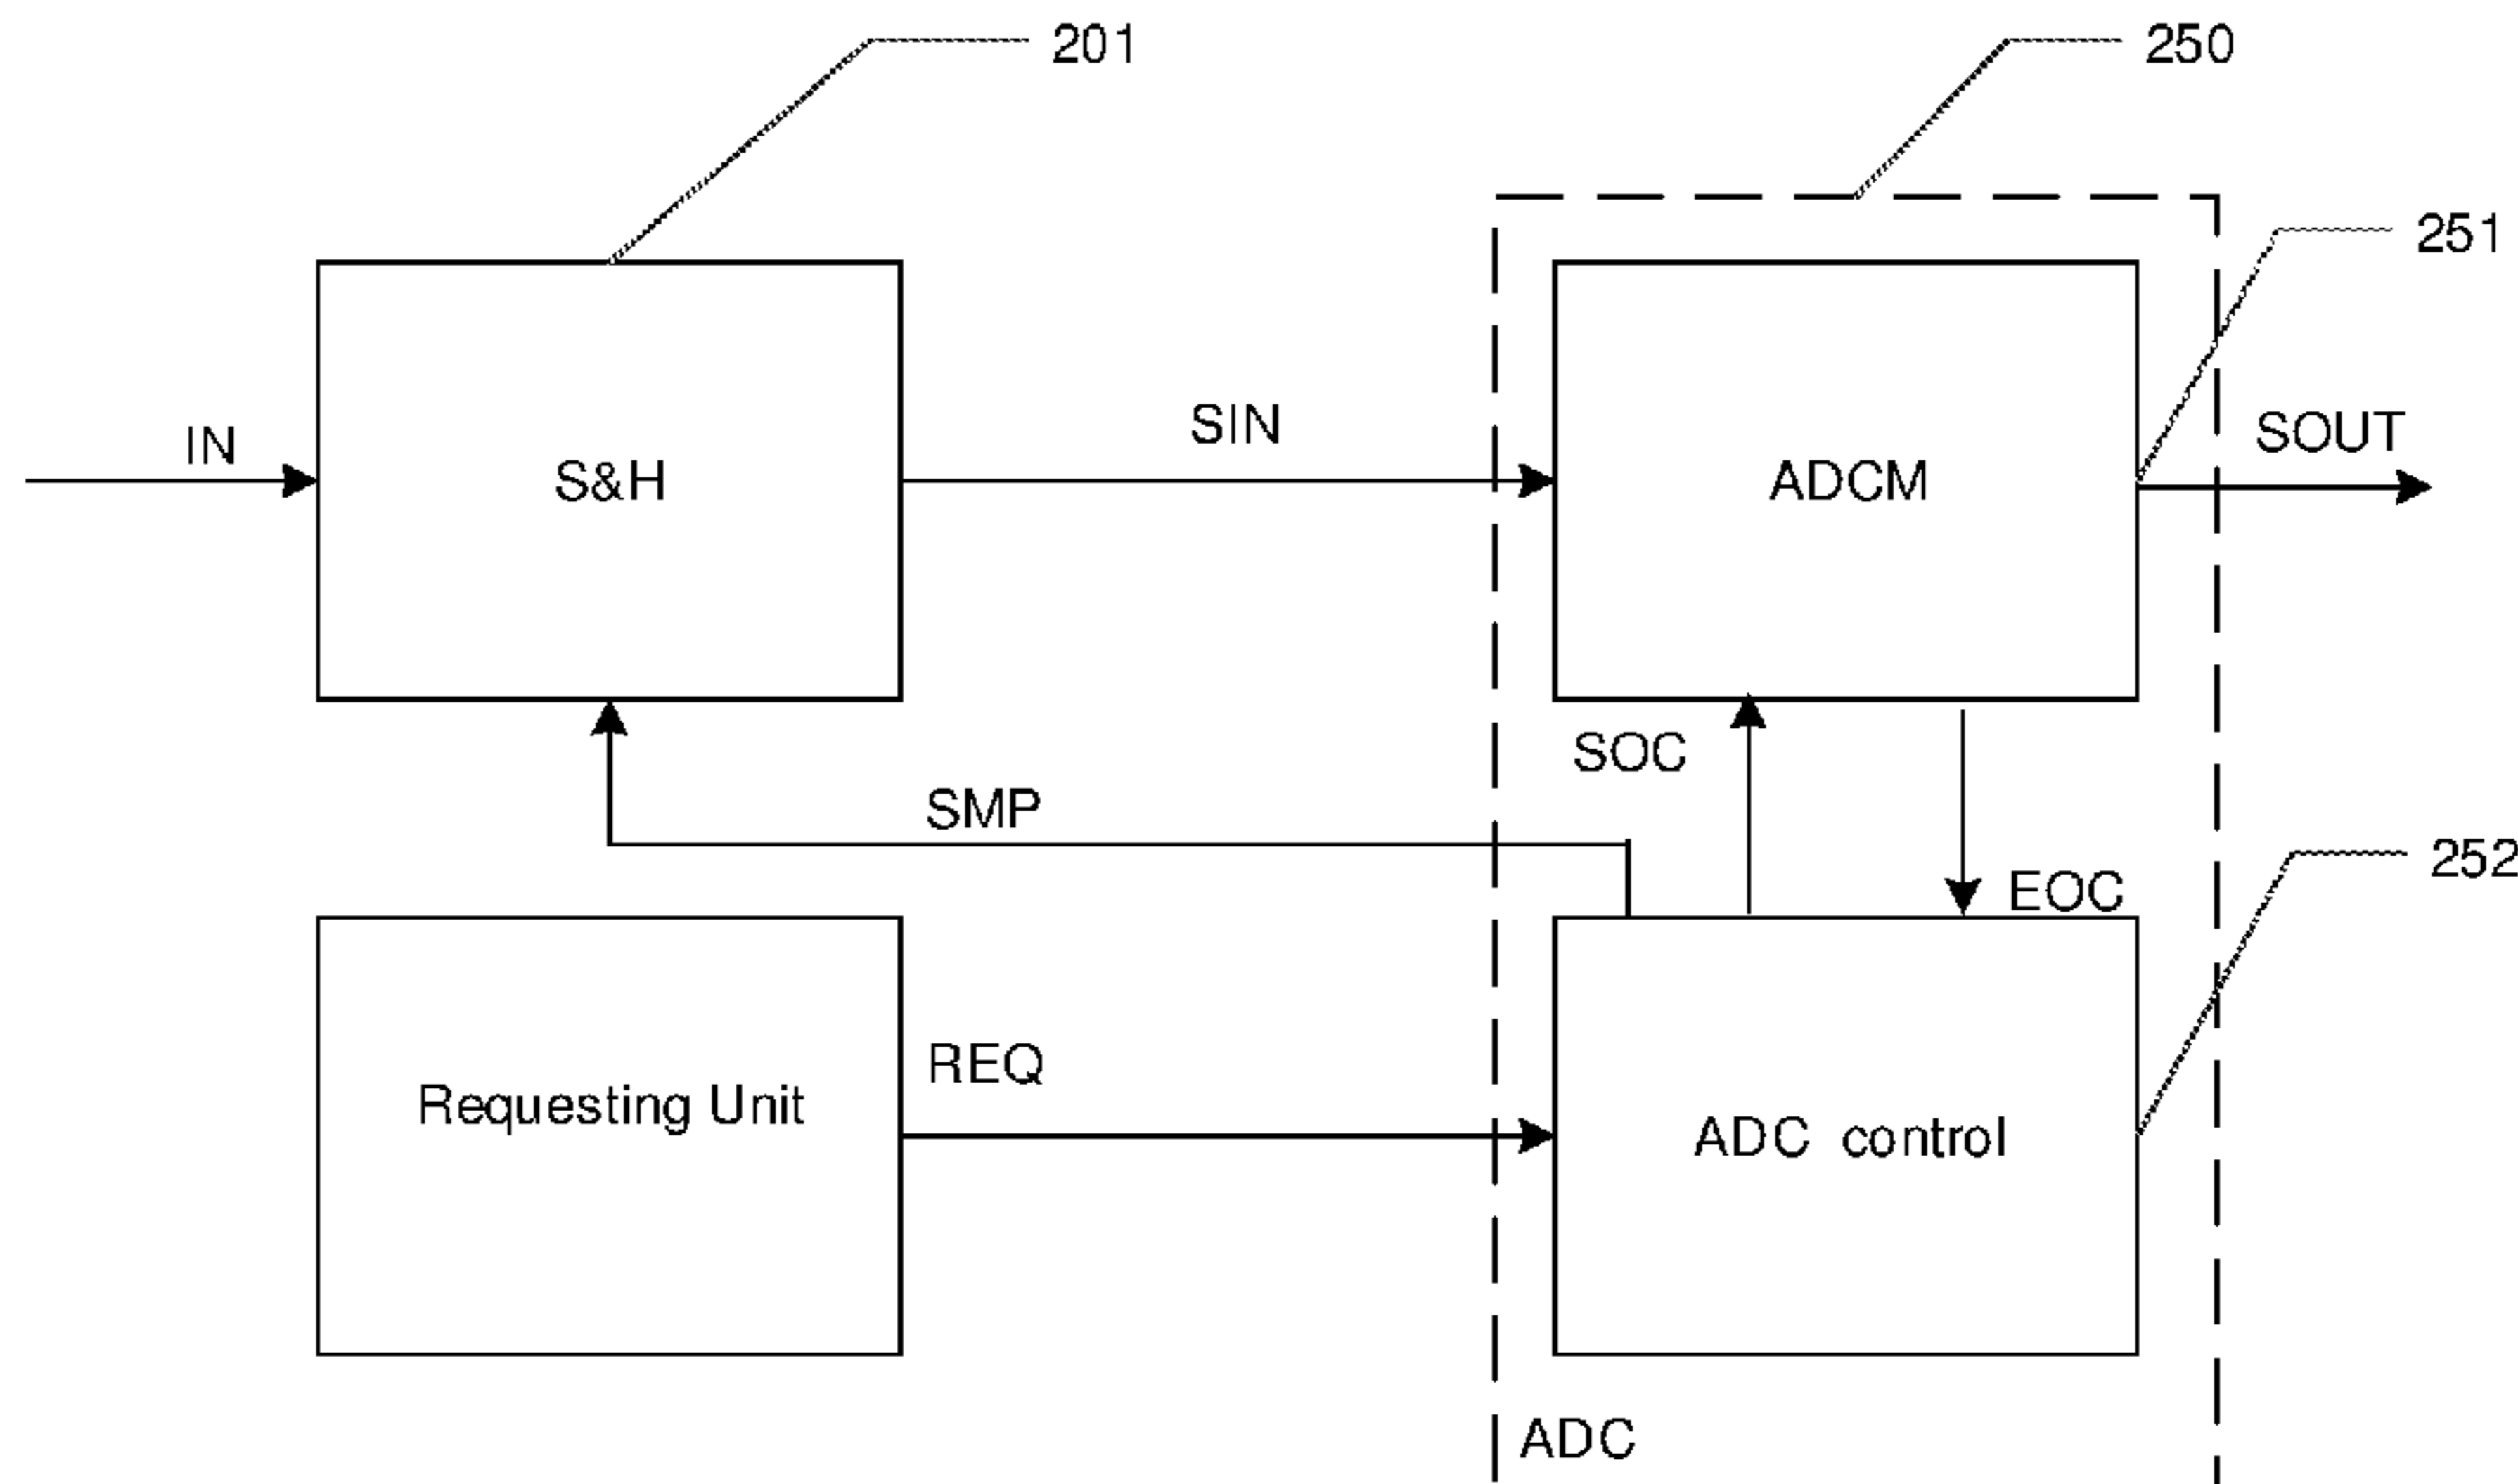 201
250
251
IN
S&H
SIN
ADCM
SOUT
SOC
SMP
EOC
252
Requesting Unit
REQ
ADC control
ADC